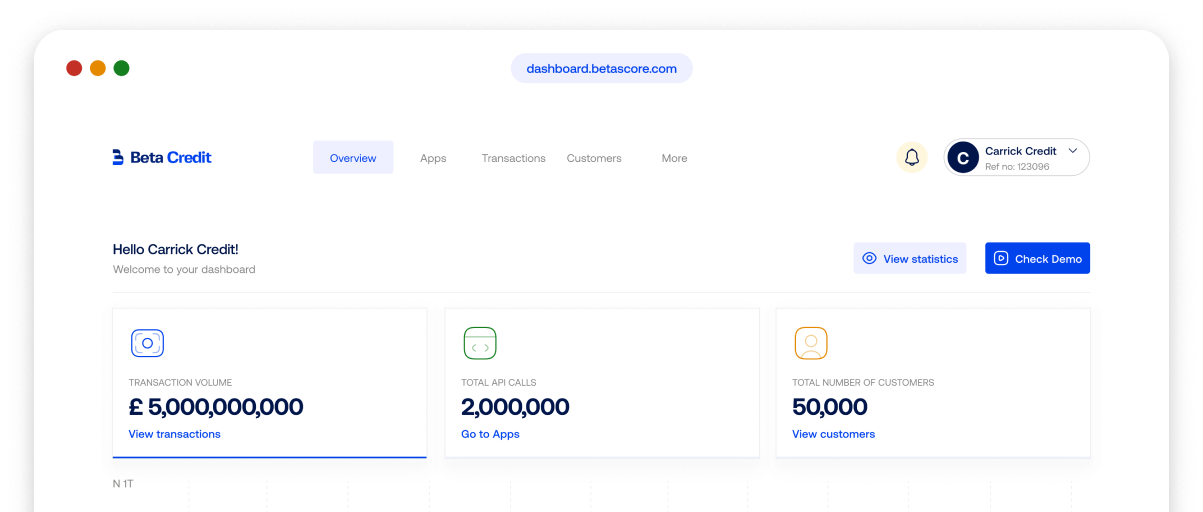 dashboard.betascore.com
Beta Credit
Overview
Apps
Transactions
Customers
More
C
Carrick Credit
Ref no: 123096
Hello Carrick Credit!
Welcome to your dashboard
View statistics
Check Demo
TRANSACTION VOLUME
£ 5,000,000,000
View transactions
TOTAL API CALLS
2,000,000
Go to Apps
TOTAL NUMBER OF CUSTOMERS
50,000
View customers
N 1T